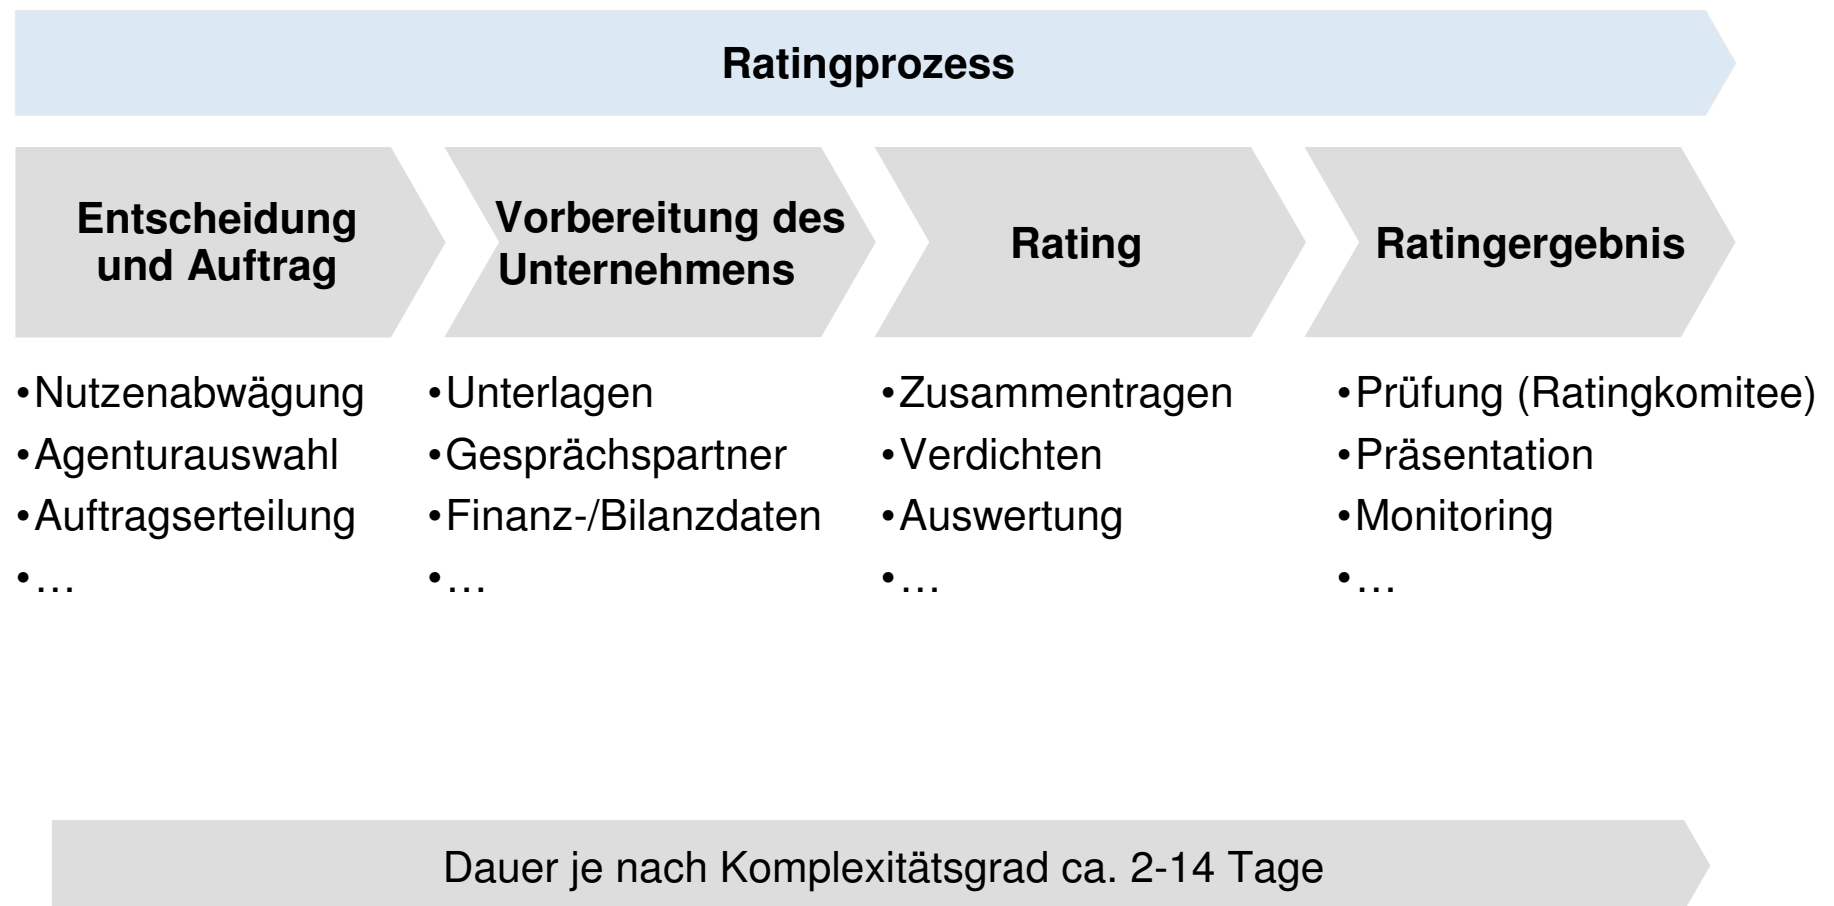 Ratingprozess
Entscheidung
und Auftrag
Vorbereitung des
Unternehmens
Rating
Ratingergebnis
•Nutzenabwägung
•Agenturauswahl
•Auftragserteilung
•…
•Unterlagen
•Gesprächspartner
•Finanz-/Bilanzdaten
•…
•Zusammentragen
•Verdichten
•Auswertung
•…
•Prüfung (Ratingkomitee)
•Präsentation
•Monitoring
•…
Dauer je nach Komplexitätsgrad ca. 2-14 Tage